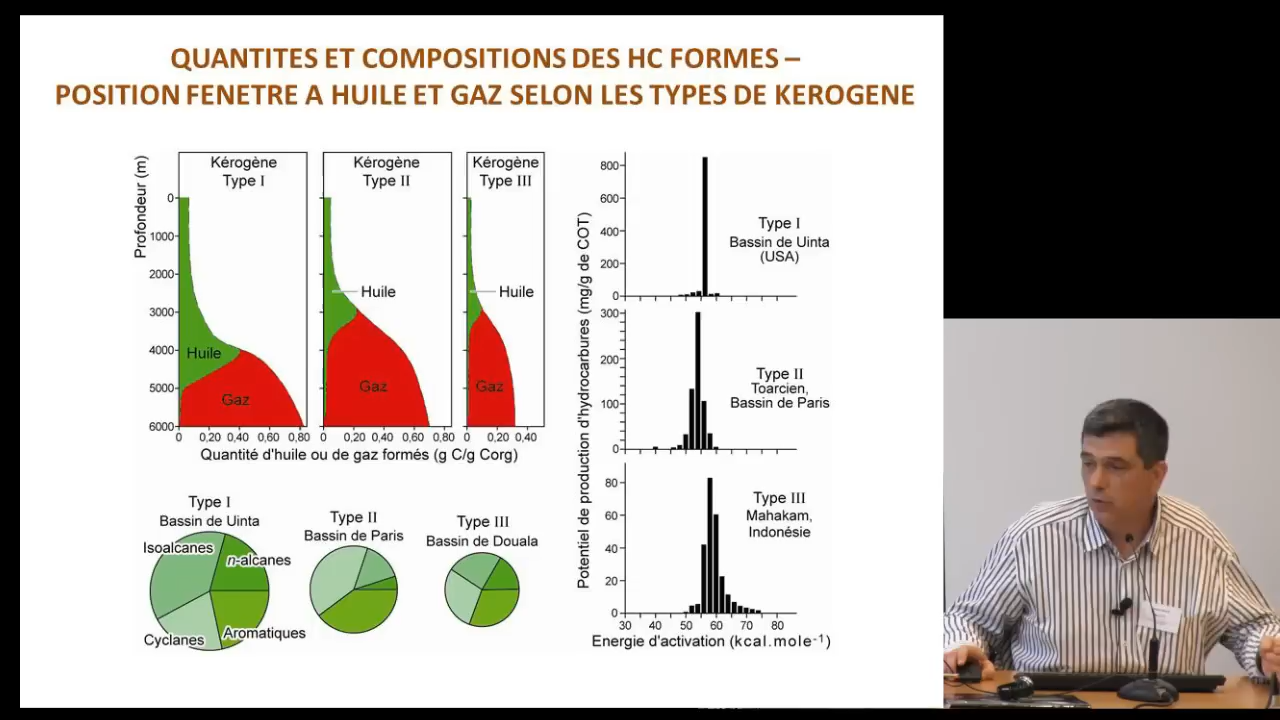 QUANTITES ET COMPOSITIONS DES HC FORMES –
POSITION FENETRE A HUILE ET GAZ SELON LES TYPES DE KEROGENE
Profondeur (m)
Kérogène
Type I
Kérogène
Type II
Kérogène
Type III
0
1000
2000
3000
4000
5000
6000
Huile
Gaz
Huile
Gaz
Huile
Gaz
0 0,20 0,40 0,60 0,80
0 0,20 0,40 0,60 0,80
0 0,20 0,40
Quantité d'huile ou de gaz formés (g C/g Corg)
Type I
Bassin de Uinta
Isoalcanes
n-alcanes
Cyclanes
Aromatiques
Type II
Bassin de Paris
Type III
Bassin de Douala
Potentiel de production d'hydrocarbures (mg/g de COT)
800
600
400
200
0
Type I
Bassin de Uinta
(USA)
300
200
100
0
Type II
Toarcien,
Bassin de Paris
80
60
40
20
0
Type III
Mahakam,
Indonésie
30 40 50 60 70 80
Energie d'activation (kcal.mole⁻¹)